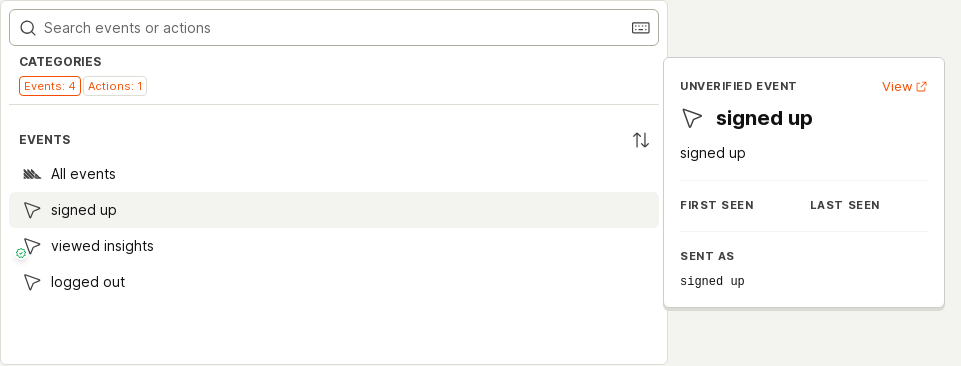 Search events or actions
CATEGORIES
Events: 4 Actions: 1
EVENTS
All events
signed up
viewed insights
logged out
UNVERIFIED EVENT View
signed up
signed up
FIRST SEEN LAST SEEN
SENT AS
signed up